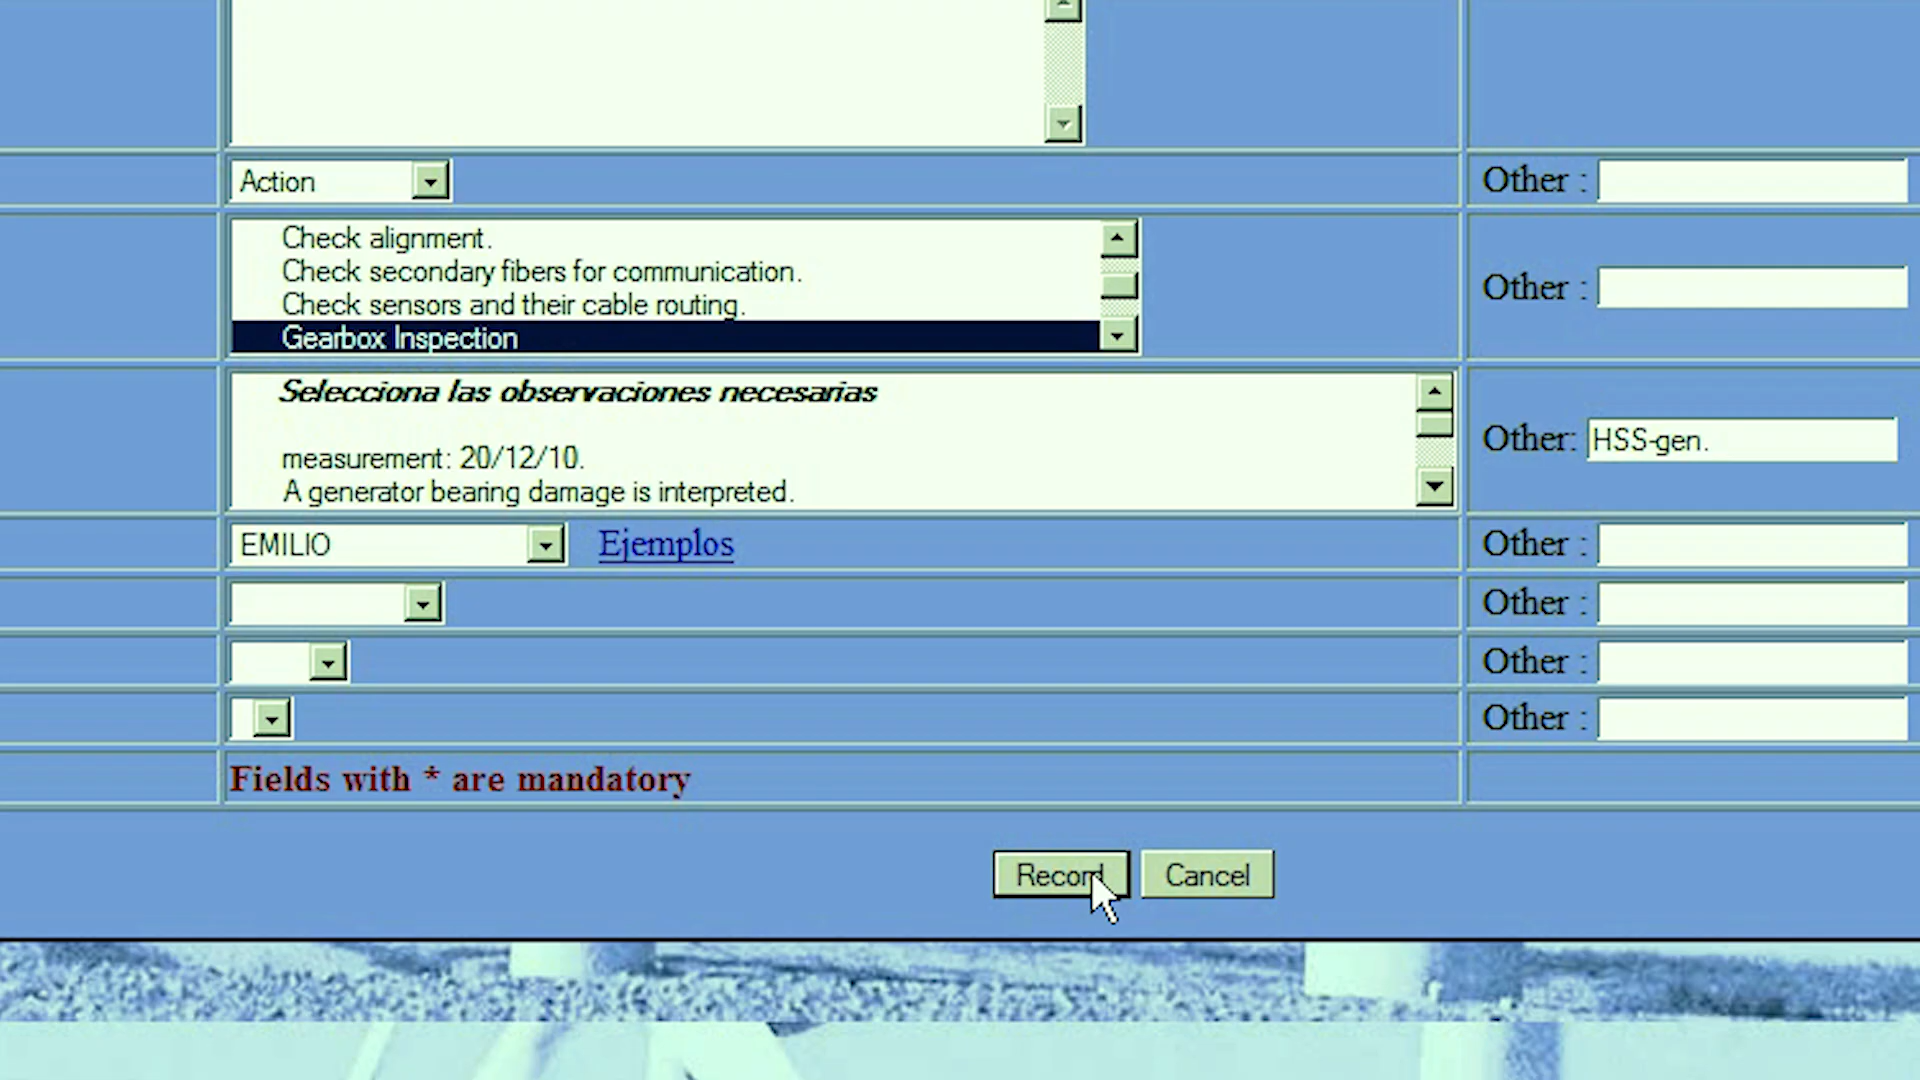 Action
Other :
Check alignment.
Check secondary fibers for communication.
Check sensors and their cable routing.
Gearbox Inspection
Other :
Selecciona las observaciones necesarias
measurement: 20/12/10.
A generator bearing damage is interpreted.
Other: HSS-gen.
EMILIO Ejemplos
Other :
Other :
Other :
Other :
Fields with * are mandatory
Record Cancel